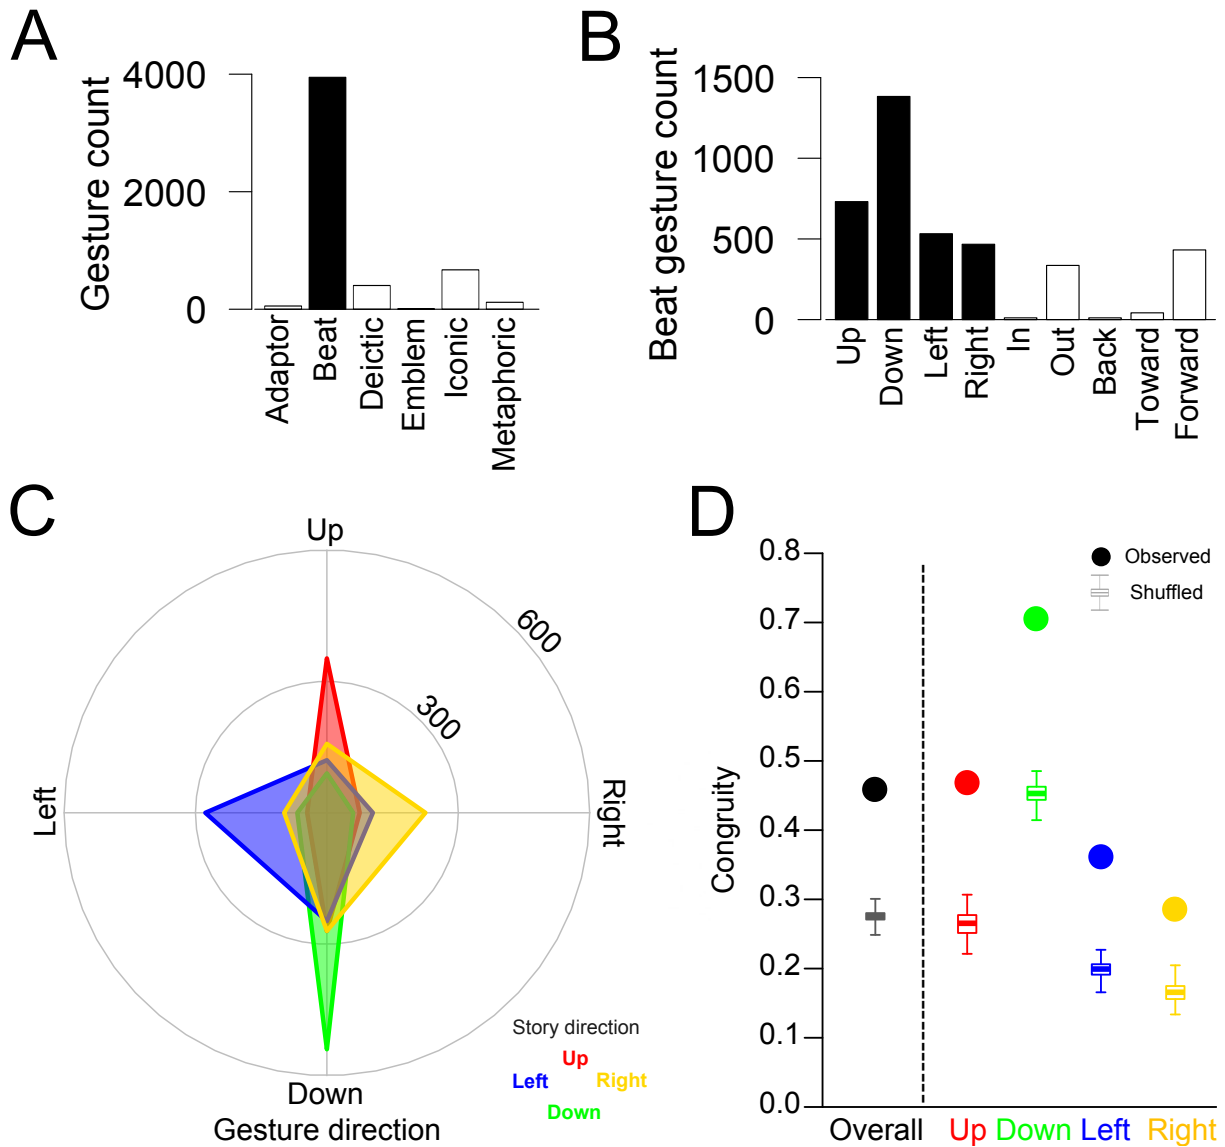 A
Gesture count
4000
2000
0
Adaptor
Beat
Deictic
Emblem
Iconic
Metaphoric
B
Beat gesture count
1500
1000
500
0
Up
Down
Left
Right
In
Out
Back
Toward
Forward
C
Up
600
300
Left
Right
Down
Gesture direction
Story direction
Up
Left Right
Down
D
Congruity
0.8
0.7
0.6
0.5
0.4
0.3
0.2
0.1
0.0
Observed
Shuffled
Overall Up Down Left Right